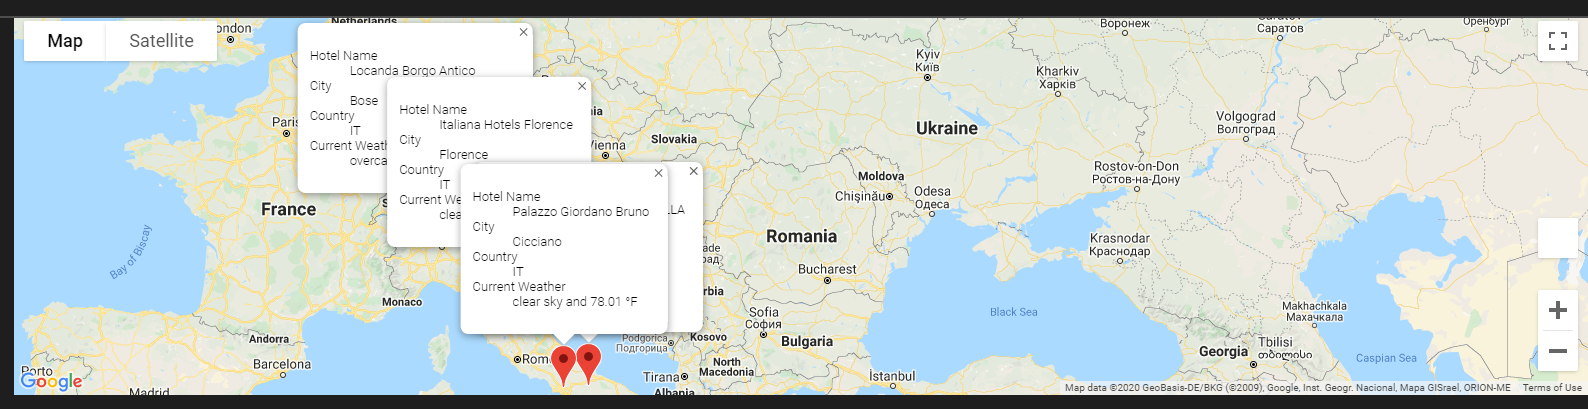 Map
Satellite
Netherlands
London
Hotel Name
Locanda Borgo Antico
City
Bose
Country
IT
Current Weath
overca
Hotel Name
Italiana Hotels Florence
City
Florence
Country
IT
Current We
clear
Hotel Name
Palazzo Giordano Bruno
City
Cicciano
Country
IT
Current Weather
clear sky and 78.01 °F
LLA
Paris
France
Bay of Biscay
Monaco
Andorra
Barcelona
Porto
Madrid
Google
Vienna
Slovakia
Воронеж
Саратов
Orenburg
Оренбург
Kyiv
Київ
Kharkiv
Харків
Ukraine
Volgograd
Волгоград
Rostov-on-Don
Ростов-на-Дону
Moldova
Chișinău
Odesa
Одеса
Romania
Bucharest
Krasnodar
Краснодар
Makhachkala
Махачкала
Black Sea
Sofia
София
Bulgaria
rbia
Podgorica
Подгорица
Kosovo
North
Macedonia
Tirana
Albania
Rom
İstanbul
Georgia
Tbilisi
თბილისი
Caspian Sea
Map data ©2020 GeoBasis-DE/BKG (©2009), Google, Inst. Geogr. Nacional, Mapa GISrael, ORION-ME
Terms of Use